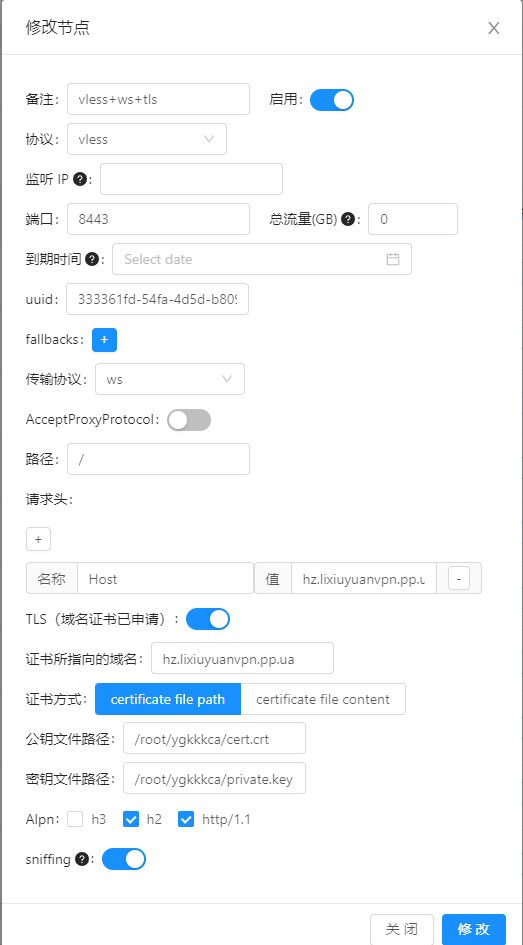 修改节点 X
备注: vless+ws+tls 启用:
协议: vless
监听 IP ? :
端口: 8443 总流量(GB) ? : 0
到期时间 ? : Select date
uuid: 333361fd-54fa-4d5d-b809
fallbacks: +
传输协议: ws
AcceptProxyProtocol:
路径: /
请求头:
+
名称 Host 值 hz.lixiuyuanvpn.pp.u -
TLS（域名证书已申请）:
证书所指向的域名: hz.lixiuyuanvpn.pp.ua
证书方式: certificate file path certificate file content
公钥文件路径: /root/ygkkkca/cert.crt
密钥文件路径: /root/ygkkkca/private.key
Alpn: h3 h2 http/1.1
sniffing ? :
关 闭 修 改